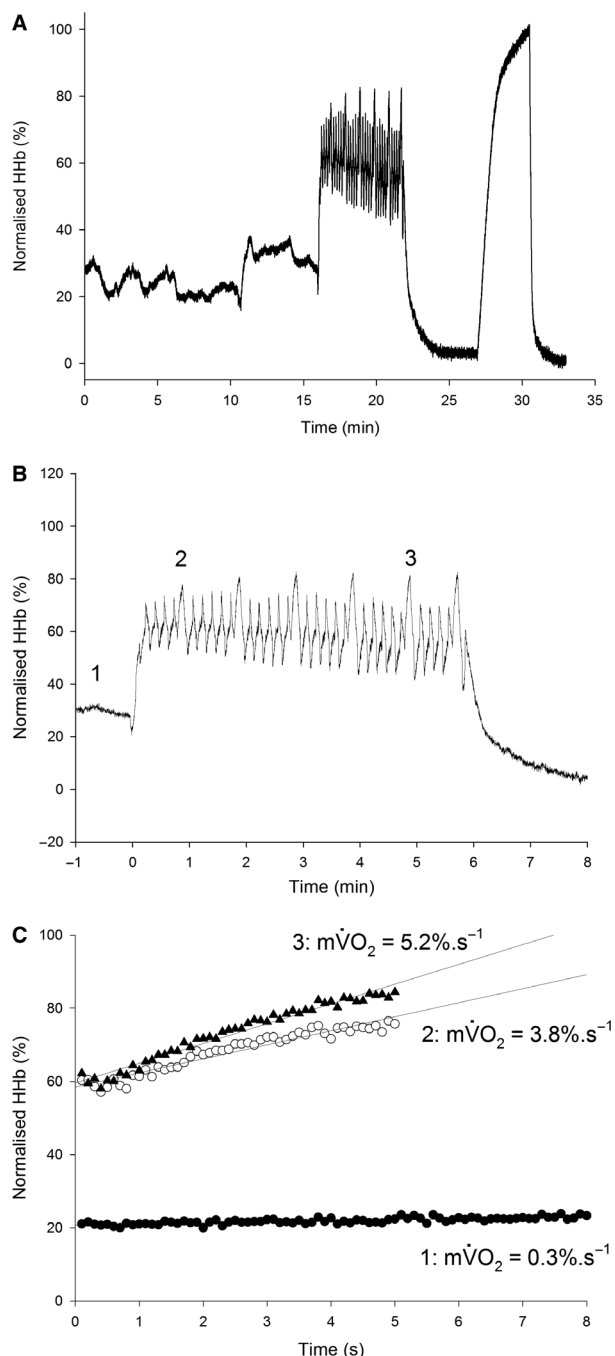 A
100
80
60
40
20
0
Normalised HHb (%)
0 5 10 15 20 25 30 35
Time (min)
B
120
100
80
60
40
20
0
–20
Normalised HHb (%)
1
2
3
–1 0 1 2 3 4 5 6 7 8
Time (min)
C
100
80
60
40
20
0
Normalised HHb (%)
3: mV̇O₂ = 5.2%.s⁻¹
2: mV̇O₂ = 3.8%.s⁻¹
1: mV̇O₂ = 0.3%.s⁻¹
0 1 2 3 4 5 6 7 8
Time (s)